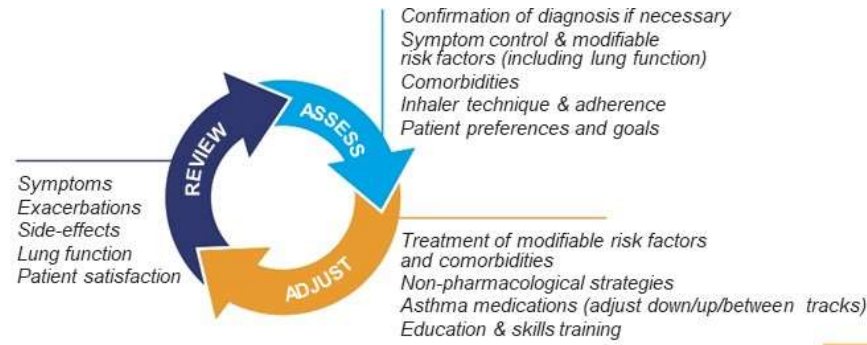 Confirmation of diagnosis if necessary
Symptom control & modifiable
risk factors (including lung function)
Comorbidities
Inhaler technique & adherence
Patient preferences and goals
ASSESS
REVIEW
Symptoms
Exacerbations
Side-effects
Lung function
Patient satisfaction
ADJUST
Treatment of modifiable risk factors
and comorbidities
Non-pharmacological strategies
Asthma medications (adjust down/up/between tracks)
Education & skills training